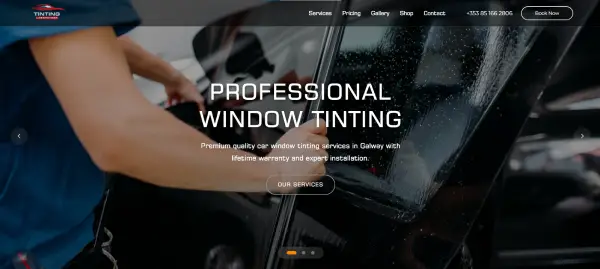 TINTING
Services Pricing Gallery Shop Contact +353 85 166 2806 Book Now
PROFESSIONAL
WINDOW TINTING
Premium quality car window tinting services in Galway with
lifetime warranty and expert installation.
OUR SERVICES